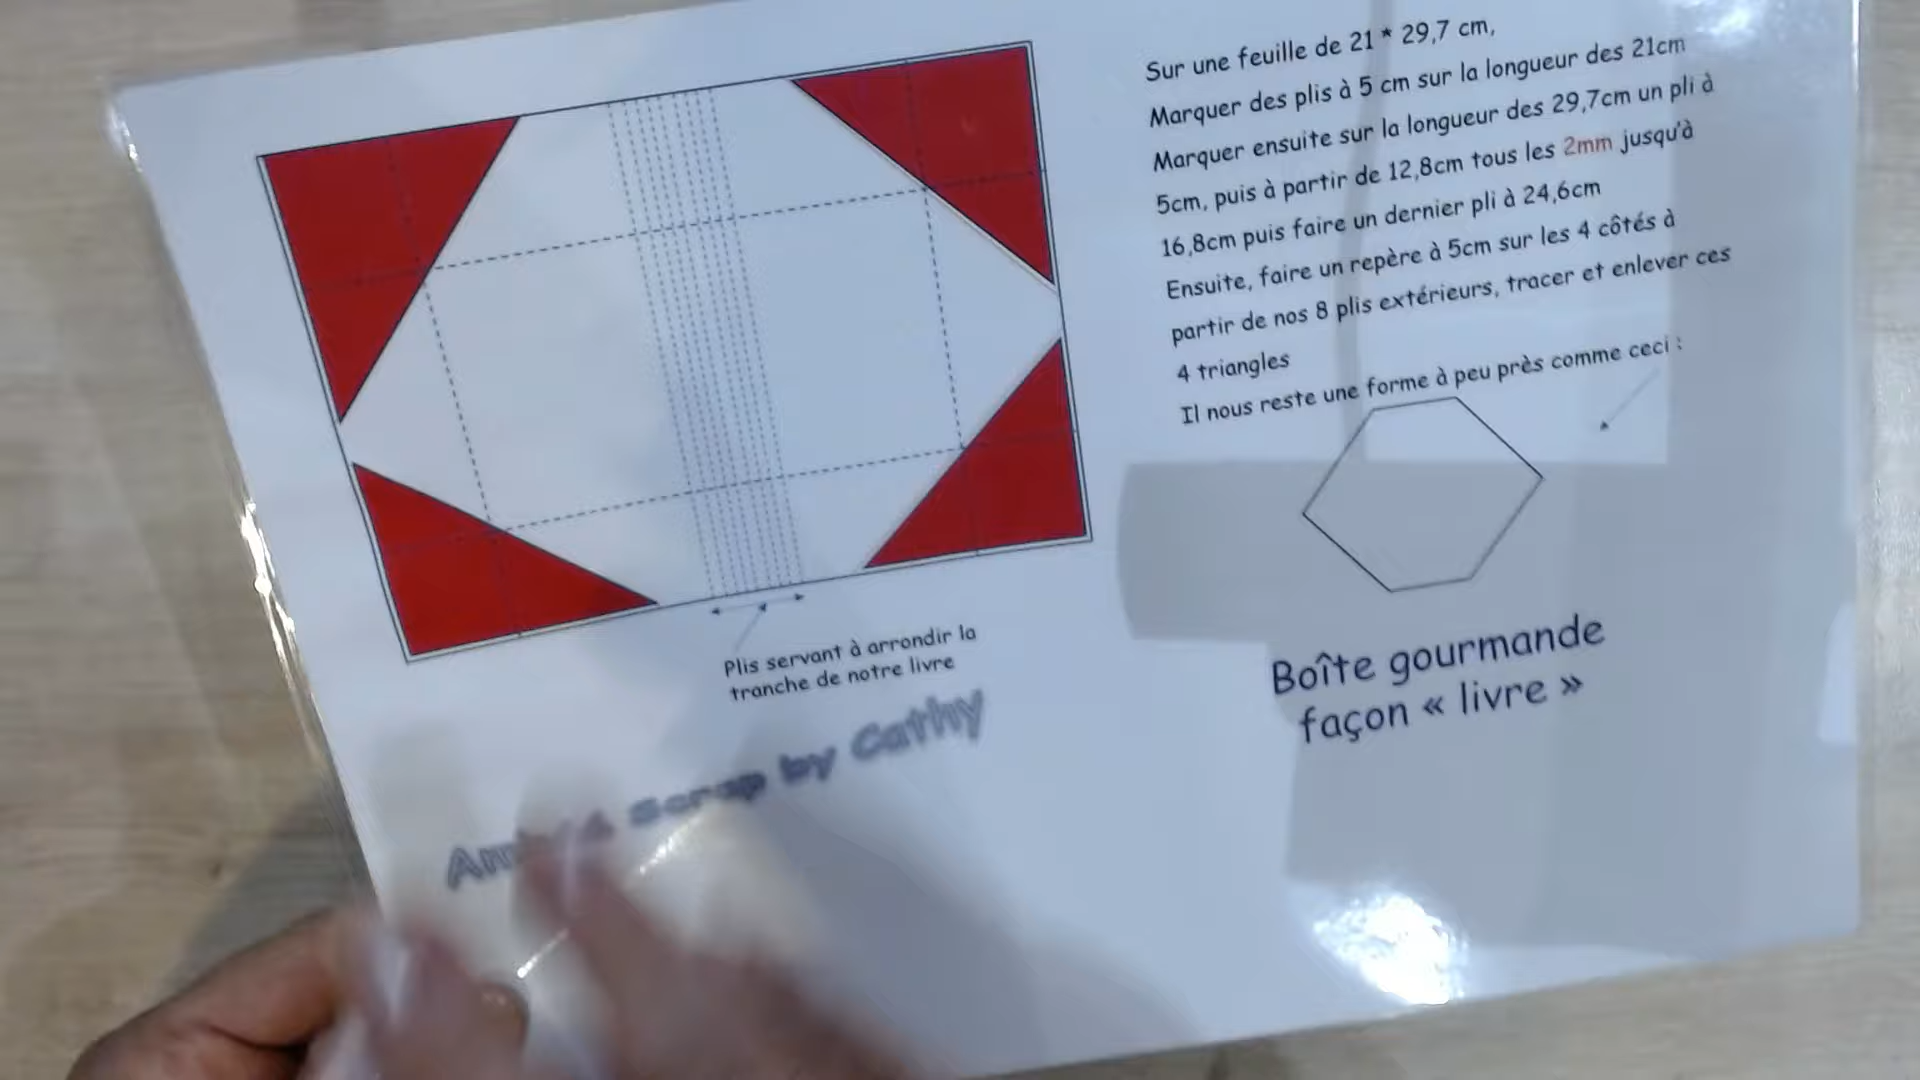 Sur une feuille de 21 * 29,7 cm,
Marquer des plis à 5 cm sur la longueur des 21cm
Marquer ensuite sur la longueur des 29,7cm un pli à
5cm, puis à partir de 12,8cm tous les 2mm jusqu'à
16,8cm puis faire un dernier pli à 24,6cm
Ensuite, faire un repère à 5cm sur les 4 côtés à
partir de nos 8 plis extérieurs, tracer et enlever ces
4 triangles
Il nous reste une forme à peu près comme ceci :
Plis servant à arrondir la
tranche de notre livre
Boîte gourmande
façon « livre »
Scrap by Cathy